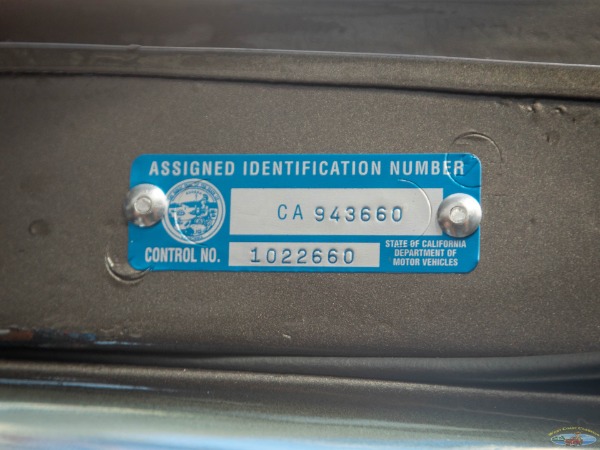 ASSIGNED IDENTIFICATION NUMBER
CA 943660
CONTROL NO. 1022660
STATE OF CALIFORNIA
DEPARTMENT OF
MOTOR VEHICLES